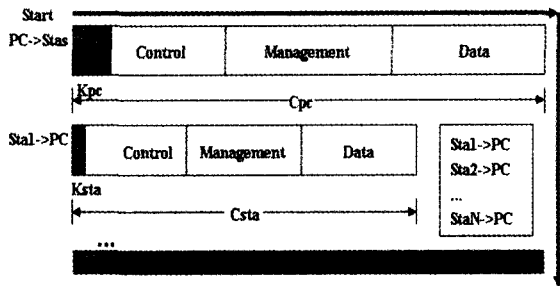 Start
PC->Stas
Control Management Data
Kpc
Cpc
Sta1->PC
Control Management Data
Ksta
Csta
Sta1->PC
Sta2->PC
...
StaN->PC
...